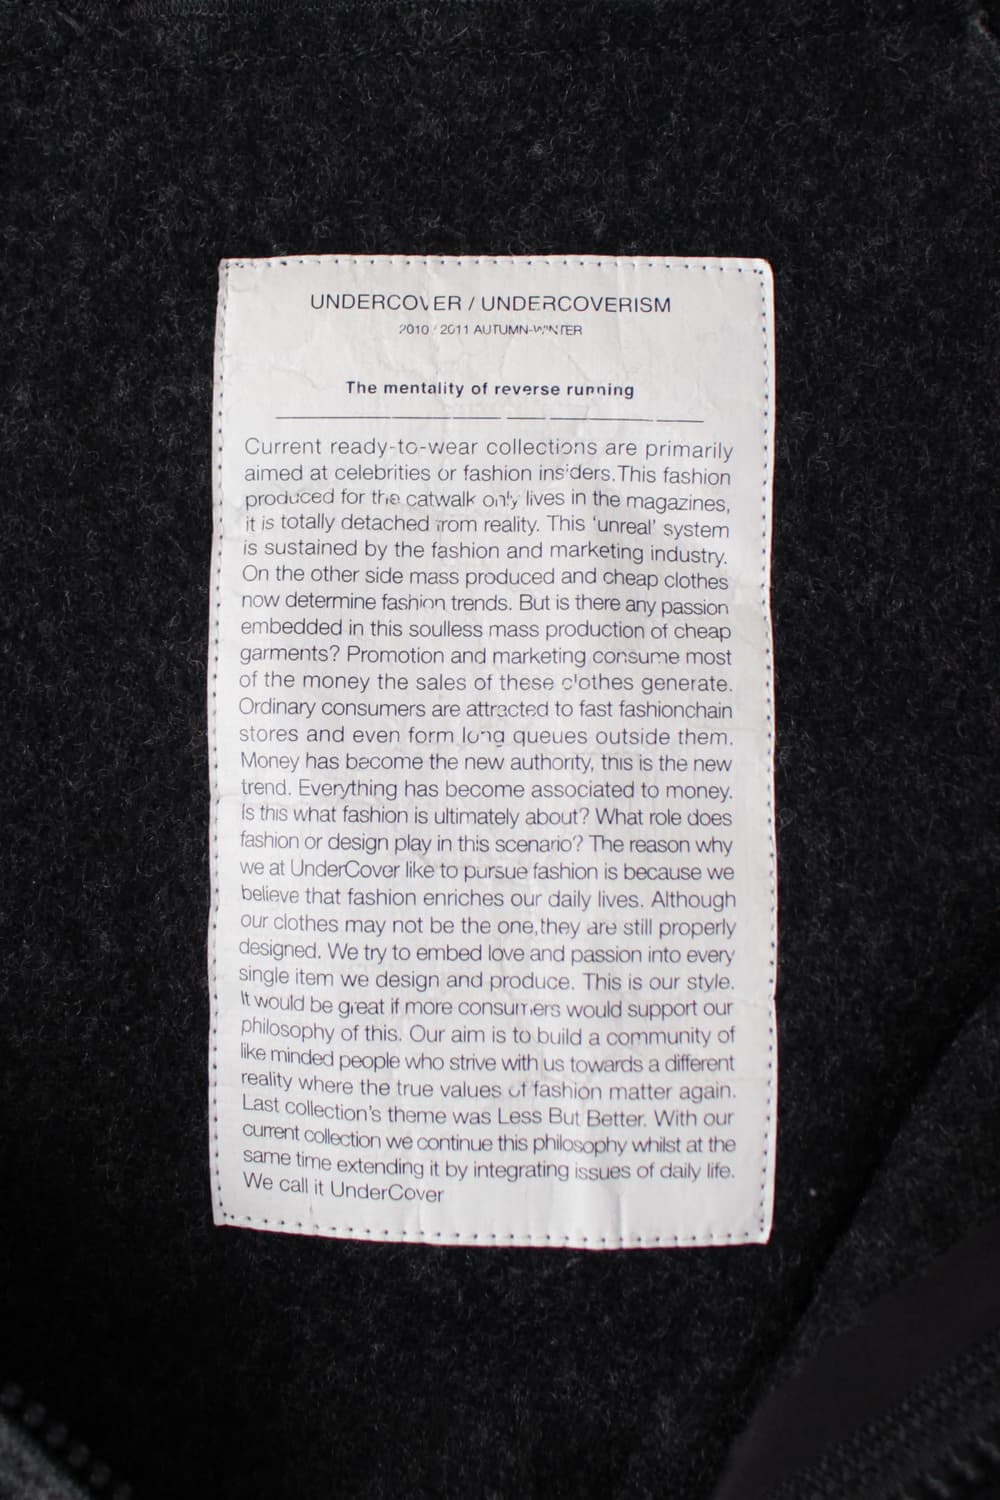 UNDERCOVER / UNDERCOVERISM
2010 / 2011 AUTUMN-WINTER
The mentality of reverse running
Current ready-to-wear collections are primarily
aimed at celebrities or fashion insiders.This fashion
produced for the catwalk only lives in the magazines,
it is totally detached from reality. This 'unreal' system
is sustained by the fashion and marketing industry.
On the other side mass produced and cheap clothes
now determine fashion trends. But is there any passion
embedded in this soulless mass production of cheap
garments? Promotion and marketing consume most
of the money the sales of these clothes generate.
Ordinary consumers are attracted to fast fashionchain
stores and even form long queues outside them.
Money has become the new authority, this is the new
trend. Everything has become associated to money.
Is this what fashion is ultimately about? What role does
fashion or design play in this scenario? The reason why
we at UnderCover like to pursue fashion is because we
believe that fashion enriches our daily lives. Although
our clothes may not be the one,they are still properly
designed. We try to embed love and passion into every
single item we design and produce. This is our style.
It would be great if more consumers would support our
philosophy of this. Our aim is to build a community of
like minded people who strive with us towards a different
reality where the true values of fashion matter again.
Last collection's theme was Less But Better. With our
current collection we continue this philosophy whilst at the
same time extending it by integrating issues of daily life.
We call it UnderCover